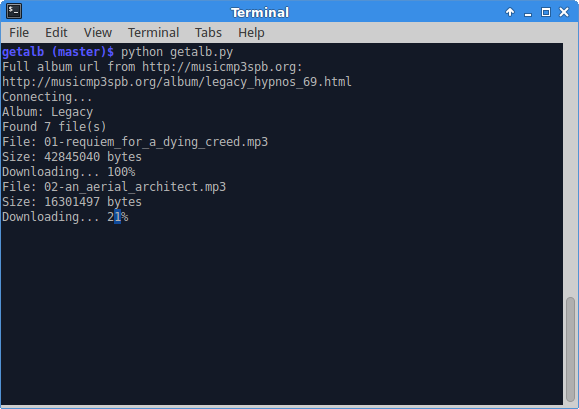 Terminal
File Edit View Terminal Tabs Help
getalb (master)$ python getalb.py
Full album url from http://musicmp3spb.org:
http://musicmp3spb.org/album/legacy_hypnos_69.html
Connecting...
Album: Legacy
Found 7 file(s)
File: 01-requiem_for_a_dying_creed.mp3
Size: 42845040 bytes
Downloading... 100%
File: 02-an_aerial_architect.mp3
Size: 16301497 bytes
Downloading... 21%